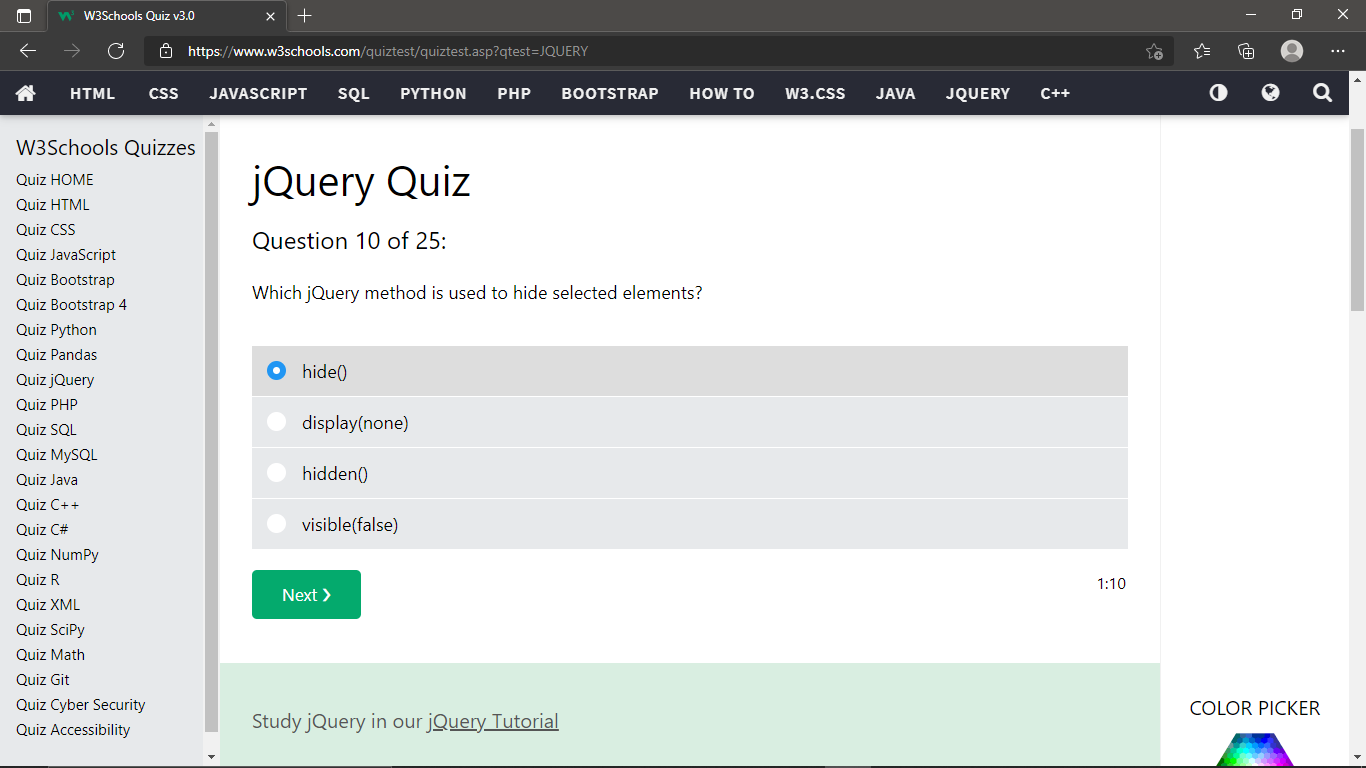 W3Schools Quiz v3.0
https://www.w3schools.com/quiztest/quiztest.asp?qtest=JQUERY
HTML CSS JAVASCRIPT SQL PYTHON PHP BOOTSTRAP HOW TO W3.CSS JAVA JQUERY C++
W3Schools Quizzes
Quiz HOME
Quiz HTML
Quiz CSS
Quiz JavaScript
Quiz Bootstrap
Quiz Bootstrap 4
Quiz Python
Quiz Pandas
Quiz jQuery
Quiz PHP
Quiz SQL
Quiz MySQL
Quiz Java
Quiz C++
Quiz C#
Quiz NumPy
Quiz R
Quiz XML
Quiz SciPy
Quiz Math
Quiz Git
Quiz Cyber Security
Quiz Accessibility
jQuery Quiz
Question 10 of 25:
Which jQuery method is used to hide selected elements?
hide()
display(none)
hidden()
visible(false)
Next ❯
1:10
Study jQuery in our jQuery Tutorial
COLOR PICKER